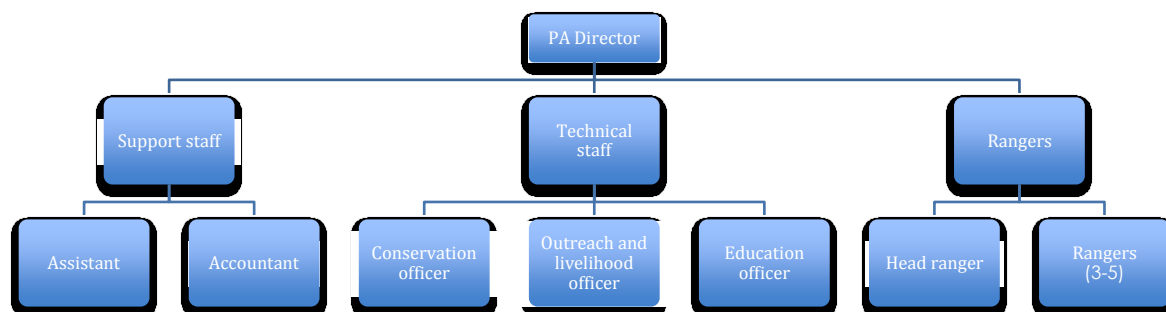 PA Director
Support staff
Technical
staff
Rangers
Assistant
Accountant
Conservation
officer
Outreach and
livelihood
officer
Education
officer
Head ranger
Rangers
(3-5)